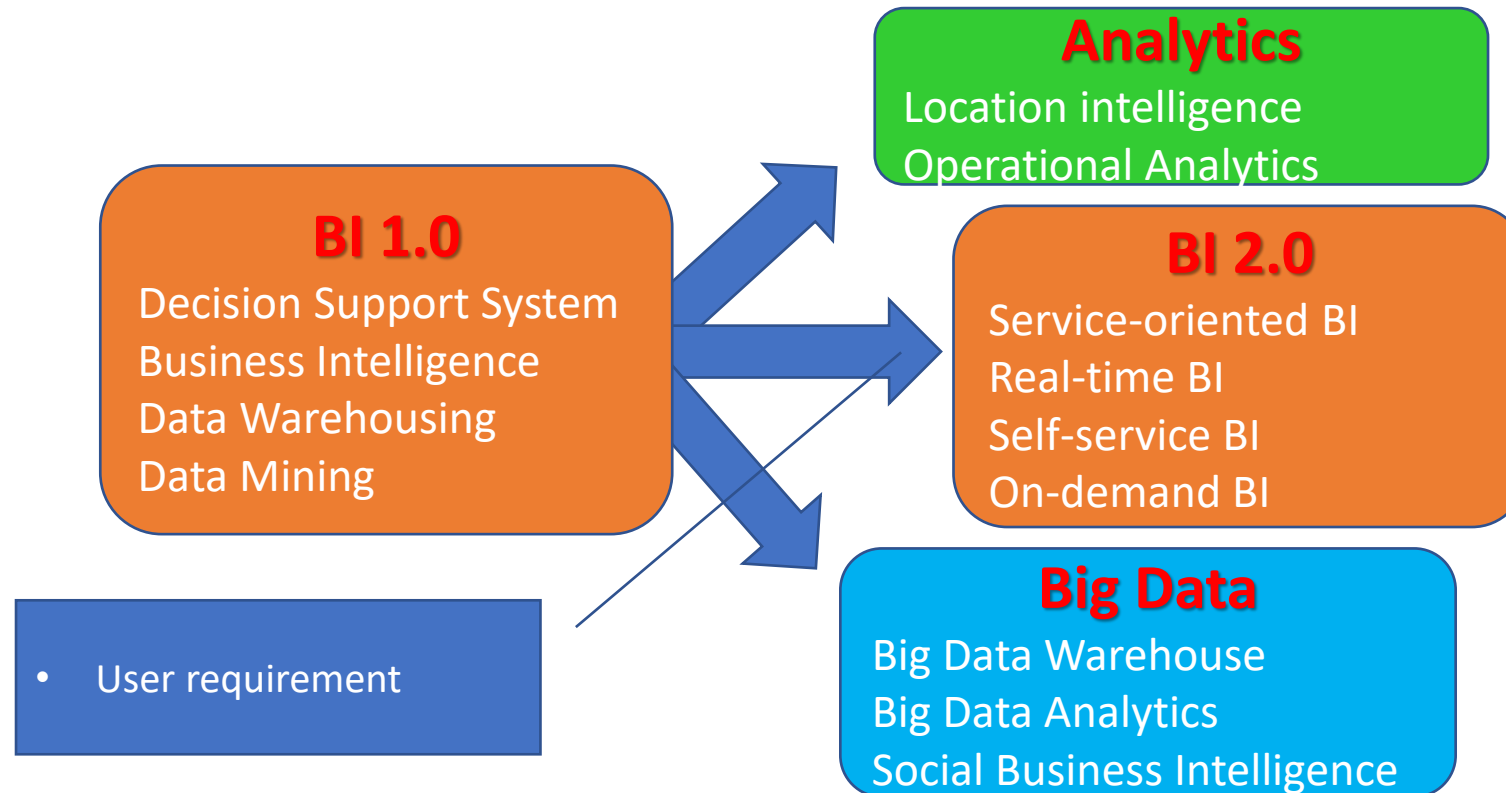 Analytics
Location intelligence
Operational Analytics
BI 1.0
Decision Support System
Business Intelligence
Data Warehousing
Data Mining
BI 2.0
Service-oriented BI
Real-time BI
Self-service BI
On-demand BI
• User requirement
Big Data
Big Data Warehouse
Big Data Analytics
Social Business Intelligence